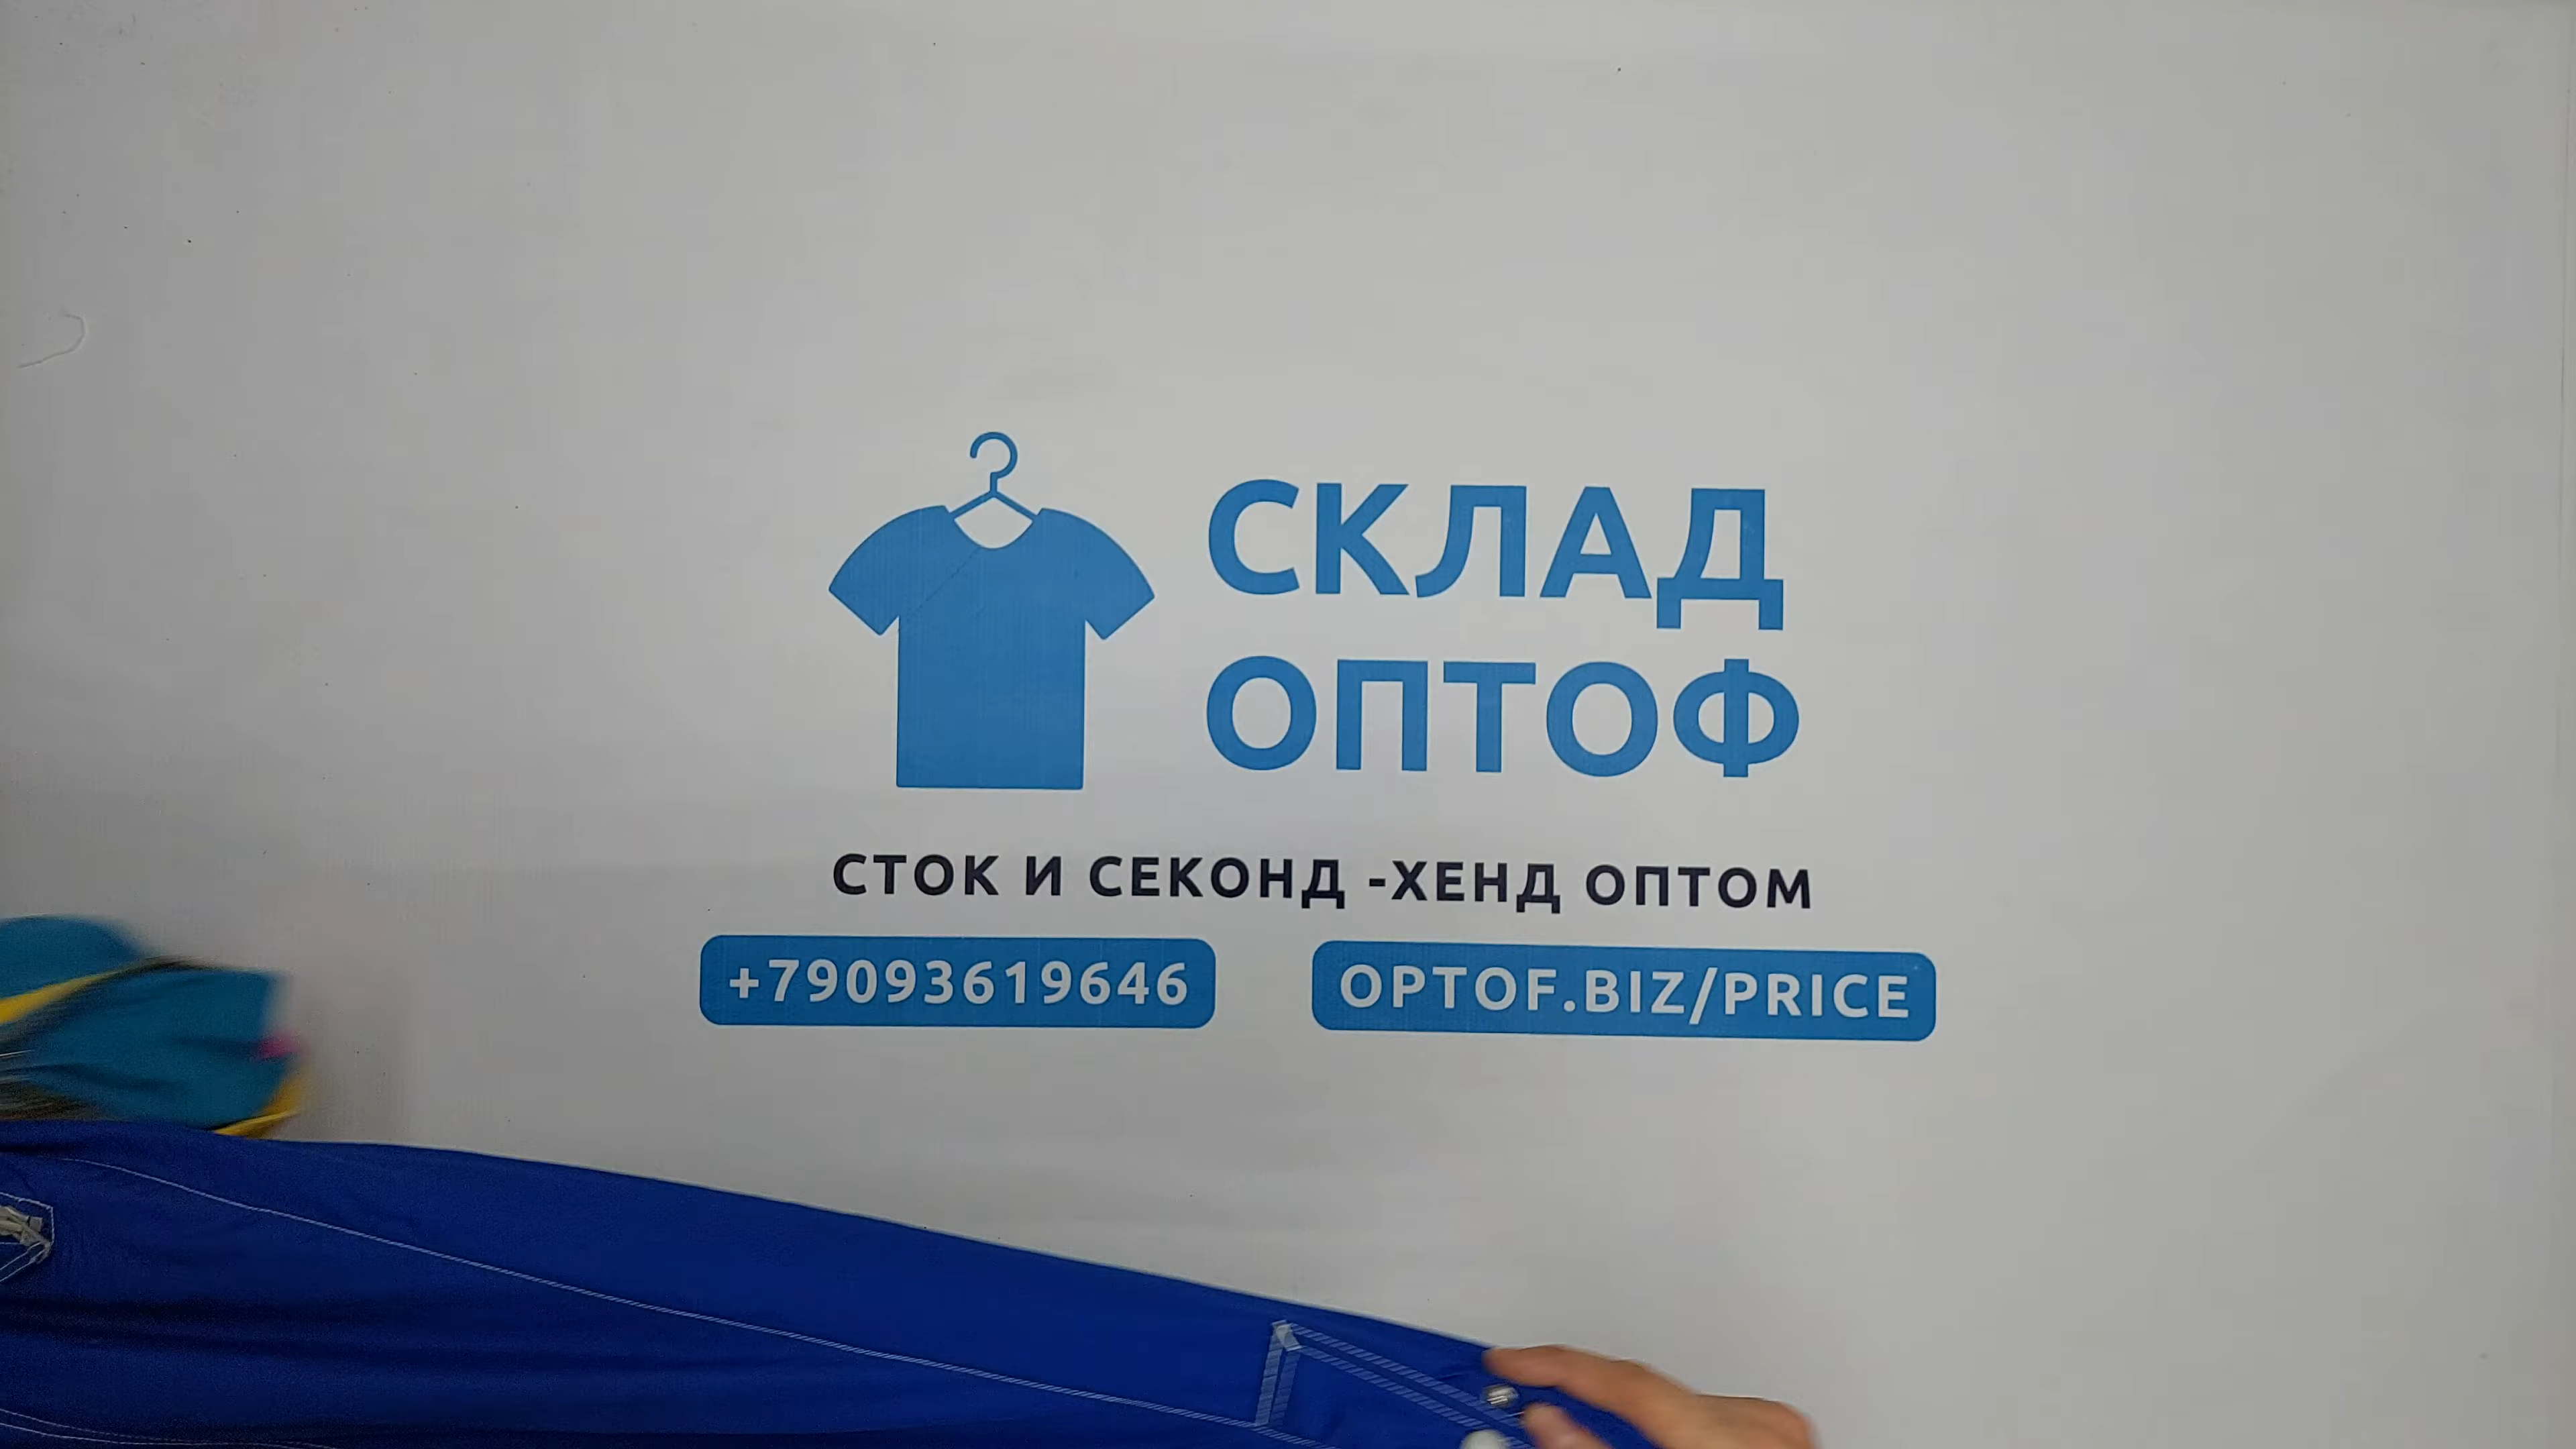 СКЛАД
ОПТОФ
СТОК И СЕКОНД -ХЕНД ОПТОМ
+79093619646
OPTOF.BIZ/PRICE